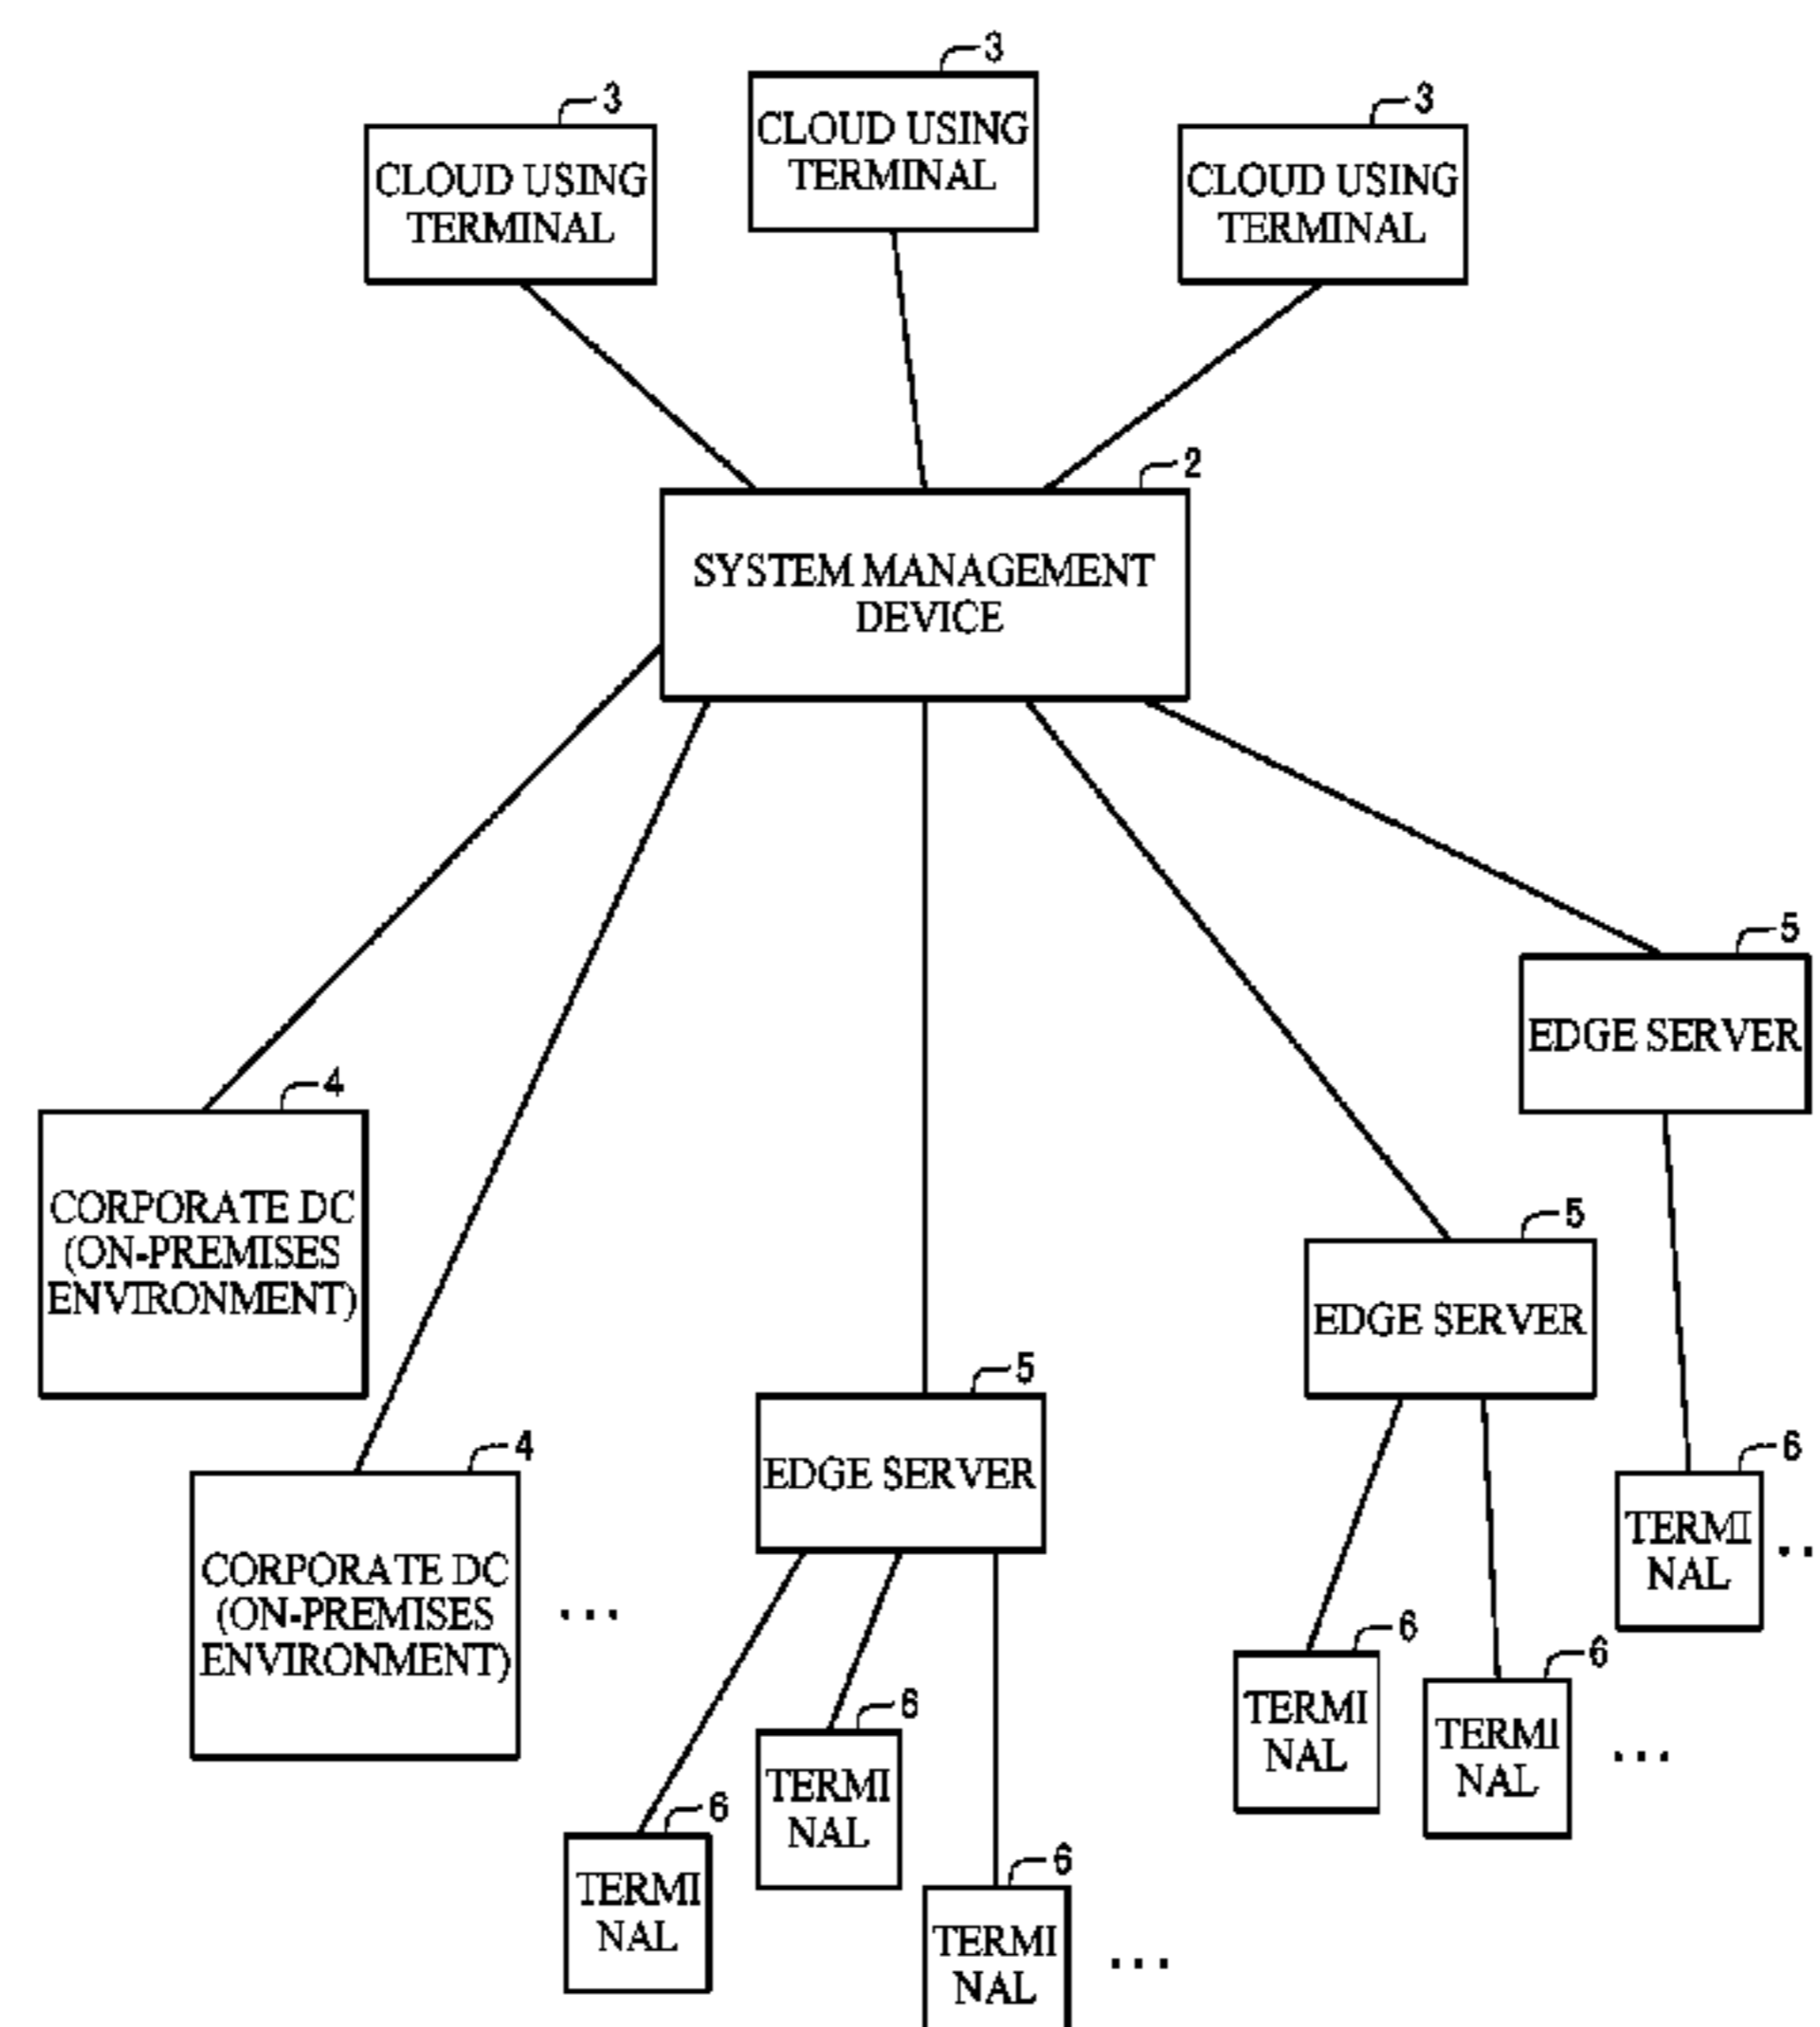 3
CLOUD USING
TERMINAL
3
CLOUD USING
TERMINAL
3
CLOUD USING
TERMINAL
2
SYSTEM MANAGEMENT
DEVICE
4
CORPORATE DC
(ON-PREMISES
ENVIRONMENT)
4
CORPORATE DC
(ON-PREMISES
ENVIRONMENT)
...
5
EDGE SERVER
5
EDGE SERVER
5
EDGE SERVER
6
TERMI
NAL
6
TERMI
NAL
6
TERMI
NAL
...
6
TERMI
NAL
6
TERMI
NAL
...
6
TERMI
NAL
..